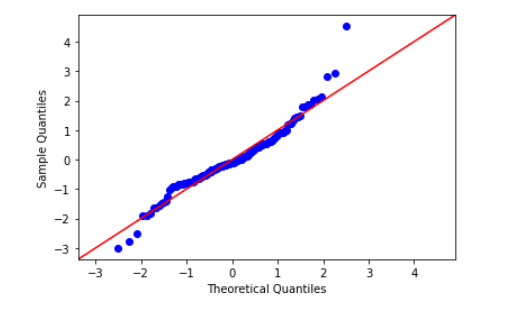 4
3
2
1
0
−1
−2
−3
Sample Quantiles
−3 −2 −1 0 1 2 3 4
Theoretical Quantiles